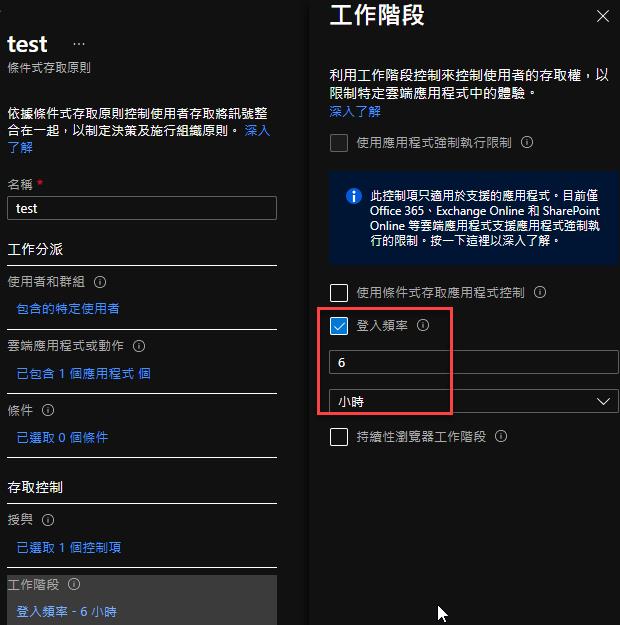 test ...
條件式存取原則
依據條件式存取原則控制使用者存取將訊號整
合在一起，以制定決策及施行組織原則。 深入
了解
名稱 *
test
工作分派
使用者和群組
包含的特定使用者
雲端應用程式或動作
已包含 1 個應用程式 個
條件
已選取 0 個條件
存取控制
授與
已選取 1 個控制項
工作階段
登入頻率 - 6 小時
工作階段
利用工作階段控制來控制使用者的存取權，以
限制特定雲端應用程式中的體驗。
深入了解
使用應用程式強制執行限制
此控制項只適用於支援的應用程式。目前僅
Office 365、Exchange Online 和 SharePoint
Online 等雲端應用程式支援應用程式強制執
行的限制。按一下這裡以深入了解。
使用條件式存取應用程式控制
登入頻率
6
小時
持續性瀏覽器工作階段